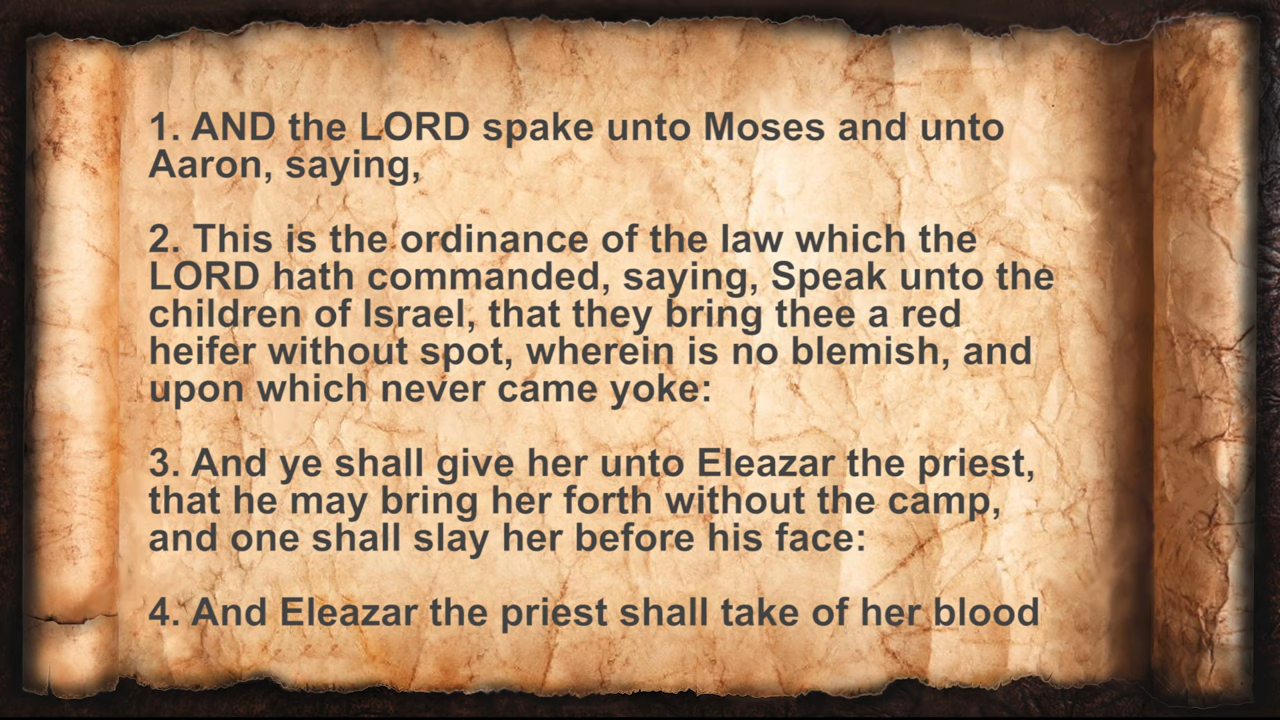 1. AND the LORD spake unto Moses and unto
Aaron, saying,
2. This is the ordinance of the law which the
LORD hath commanded, saying, Speak unto the
children of Israel, that they bring thee a red
heifer without spot, wherein is no blemish, and
upon which never came yoke:
3. And ye shall give her unto Eleazar the priest,
that he may bring her forth without the camp,
and one shall slay her before his face:
4. And Eleazar the priest shall take of her blood